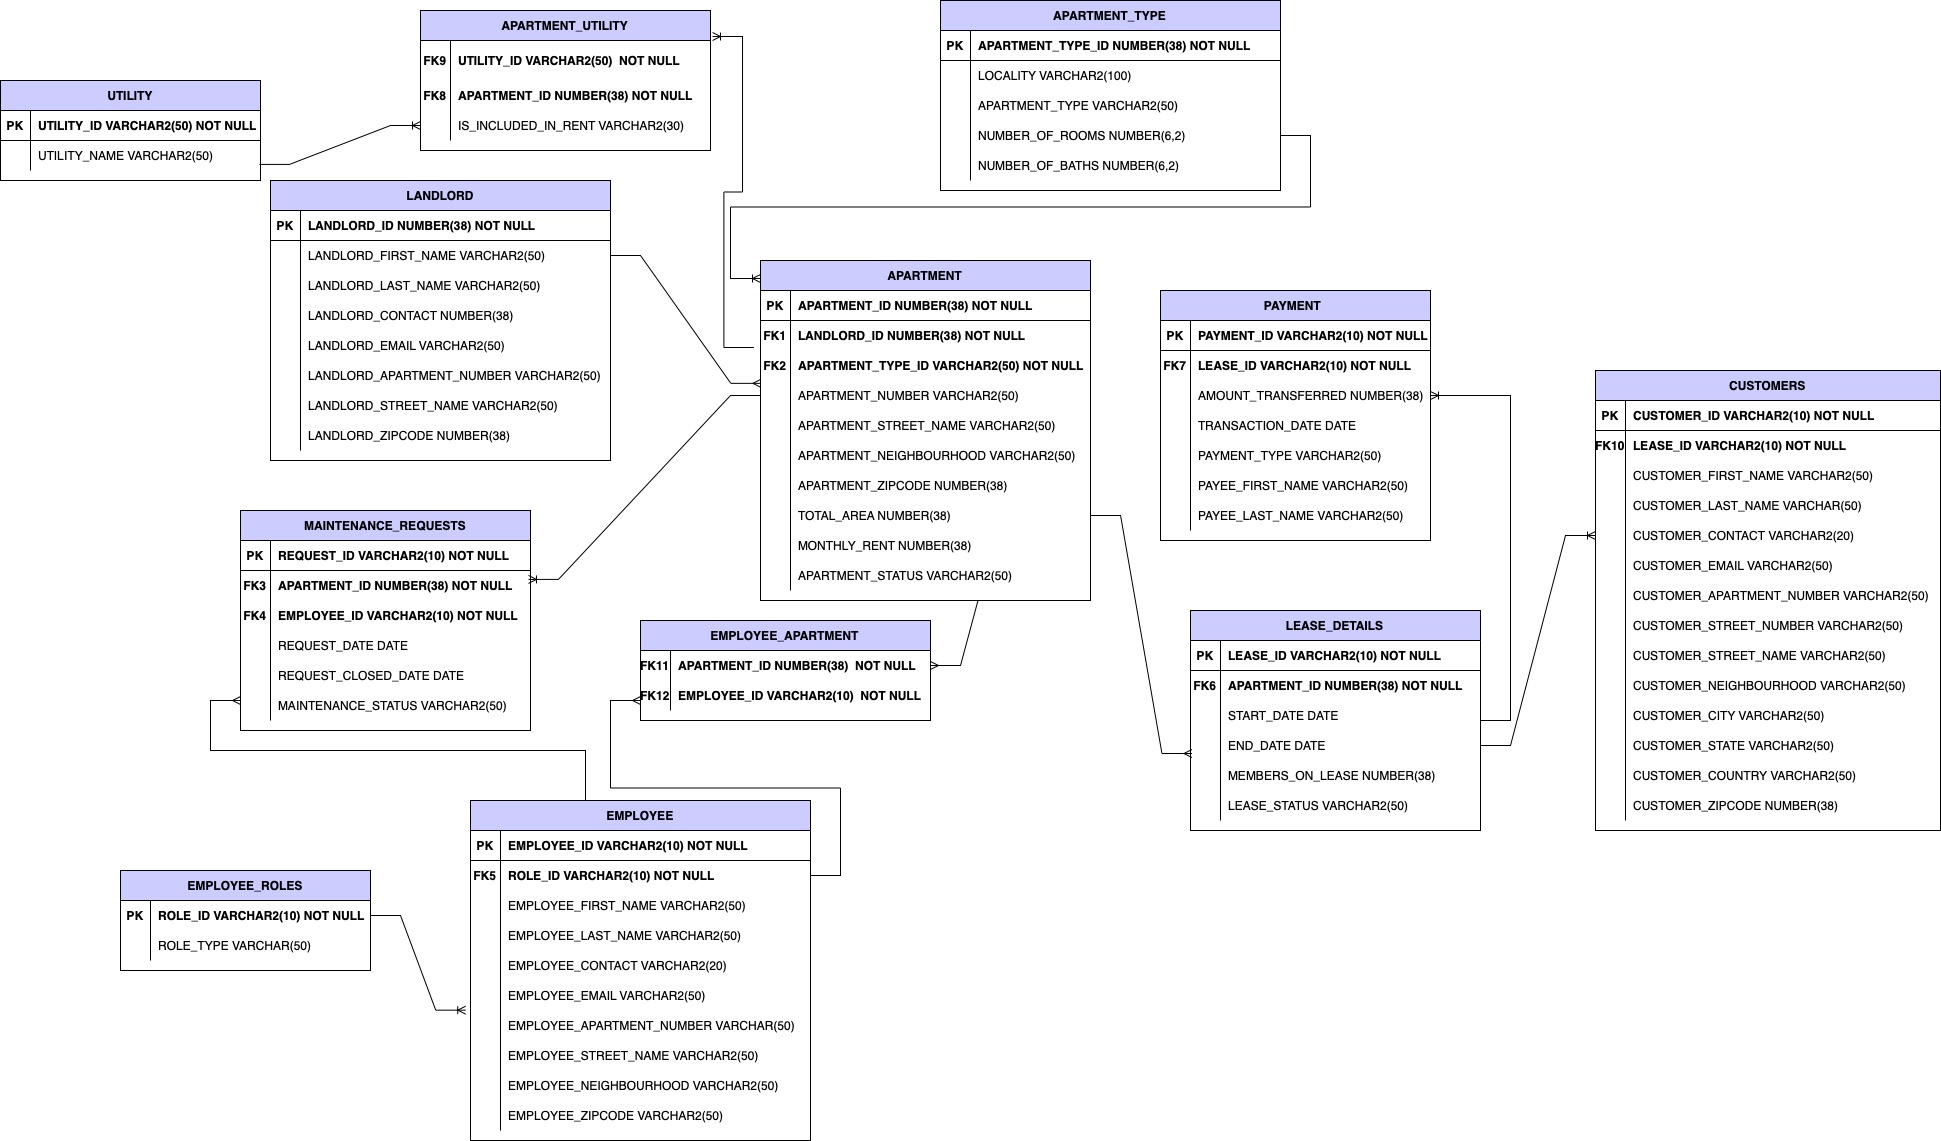 APARTMENT_UTILITY
FK9 UTILITY_ID VARCHAR2(50)  NOT NULL
FK8 APARTMENT_ID NUMBER(38) NOT NULL
IS_INCLUDED_IN_RENT VARCHAR2(30)
APARTMENT_TYPE
PK APARTMENT_TYPE_ID NUMBER(38) NOT NULL
LOCALITY VARCHAR2(100)
APARTMENT_TYPE VARCHAR2(50)
NUMBER_OF_ROOMS NUMBER(6,2)
NUMBER_OF_BATHS NUMBER(6,2)
UTILITY
PK UTILITY_ID VARCHAR2(50) NOT NULL
UTILITY_NAME VARCHAR2(50)
LANDLORD
PK LANDLORD_ID NUMBER(38) NOT NULL
LANDLORD_FIRST_NAME VARCHAR2(50)
LANDLORD_LAST_NAME VARCHAR2(50)
LANDLORD_CONTACT NUMBER(38)
LANDLORD_EMAIL VARCHAR2(50)
LANDLORD_APARTMENT_NUMBER VARCHAR2(50)
LANDLORD_STREET_NAME VARCHAR2(50)
LANDLORD_ZIPCODE NUMBER(38)
APARTMENT
PK APARTMENT_ID NUMBER(38) NOT NULL
FK1 LANDLORD_ID NUMBER(38) NOT NULL
FK2 APARTMENT_TYPE_ID VARCHAR2(50) NOT NULL
APARTMENT_NUMBER VARCHAR2(50)
APARTMENT_STREET_NAME VARCHAR2(50)
APARTMENT_NEIGHBOURHOOD VARCHAR2(50)
APARTMENT_ZIPCODE NUMBER(38)
TOTAL_AREA NUMBER(38)
MONTHLY_RENT NUMBER(38)
APARTMENT_STATUS VARCHAR2(50)
PAYMENT
PK PAYMENT_ID VARCHAR2(10) NOT NULL
FK7 LEASE_ID VARCHAR2(10) NOT NULL
AMOUNT_TRANSFERRED NUMBER(38)
TRANSACTION_DATE DATE
PAYMENT_TYPE VARCHAR2(50)
PAYEE_FIRST_NAME VARCHAR2(50)
PAYEE_LAST_NAME VARCHAR2(50)
CUSTOMERS
PK CUSTOMER_ID VARCHAR2(10) NOT NULL
FK10 LEASE_ID VARCHAR2(10) NOT NULL
CUSTOMER_FIRST_NAME VARCHAR2(50)
CUSTOMER_LAST_NAME VARCHAR(50)
CUSTOMER_CONTACT VARCHAR2(20)
CUSTOMER_EMAIL VARCHAR2(50)
CUSTOMER_APARTMENT_NUMBER VARCHAR2(50)
CUSTOMER_STREET_NUMBER VARCHAR2(50)
CUSTOMER_STREET_NAME VARCHAR2(50)
CUSTOMER_NEIGHBOURHOOD VARCHAR2(50)
CUSTOMER_CITY VARCHAR2(50)
CUSTOMER_STATE VARCHAR2(50)
CUSTOMER_COUNTRY VARCHAR2(50)
CUSTOMER_ZIPCODE NUMBER(38)
MAINTENANCE_REQUESTS
PK REQUEST_ID VARCHAR2(10) NOT NULL
FK3 APARTMENT_ID NUMBER(38) NOT NULL
FK4 EMPLOYEE_ID VARCHAR2(10) NOT NULL
REQUEST_DATE DATE
REQUEST_CLOSED_DATE DATE
MAINTENANCE_STATUS VARCHAR2(50)
EMPLOYEE_APARTMENT
FK11 APARTMENT_ID NUMBER(38)  NOT NULL
FK12 EMPLOYEE_ID VARCHAR2(10)  NOT NULL
LEASE_DETAILS
PK LEASE_ID VARCHAR2(10) NOT NULL
FK6 APARTMENT_ID NUMBER(38) NOT NULL
START_DATE DATE
END_DATE DATE
MEMBERS_ON_LEASE NUMBER(38)
LEASE_STATUS VARCHAR2(50)
EMPLOYEE
PK EMPLOYEE_ID VARCHAR2(10) NOT NULL
FK5 ROLE_ID VARCHAR2(10) NOT NULL
EMPLOYEE_FIRST_NAME VARCHAR2(50)
EMPLOYEE_LAST_NAME VARCHAR2(50)
EMPLOYEE_CONTACT VARCHAR2(20)
EMPLOYEE_EMAIL VARCHAR2(50)
EMPLOYEE_APARTMENT_NUMBER VARCHAR(50)
EMPLOYEE_STREET_NAME VARCHAR2(50)
EMPLOYEE_NEIGHBOURHOOD VARCHAR2(50)
EMPLOYEE_ZIPCODE VARCHAR2(50)
EMPLOYEE_ROLES
PK ROLE_ID VARCHAR2(10) NOT NULL
ROLE_TYPE VARCHAR(50)